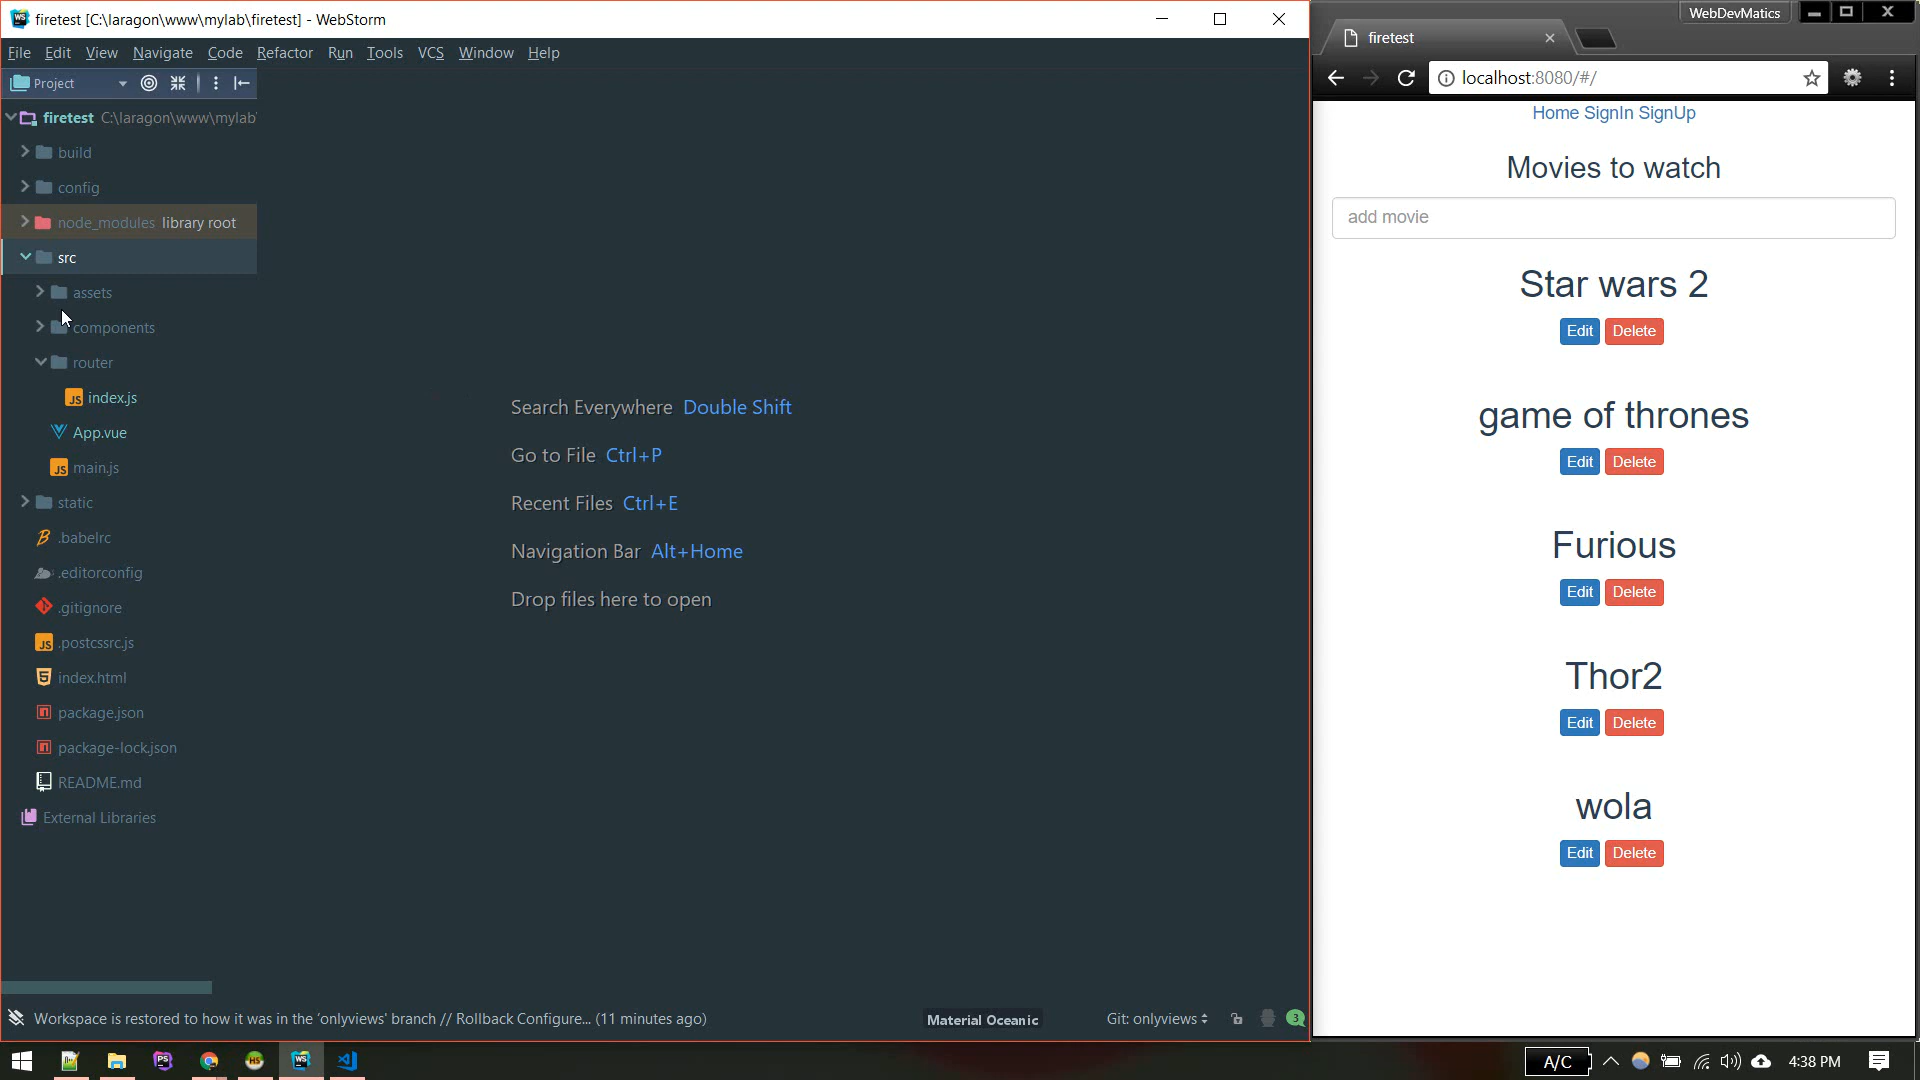 firetest [C:\laragon\www\mylab\firetest] - WebStorm
File Edit View Navigate Code Refactor Run Tools VCS Window Help
Project
firetest C:\laragon\www\mylab
build
config
node_modules library root
src
assets
components
router
index.js
App.vue
main.js
static
.babelrc
.editorconfig
.gitignore
.postcssrc.js
index.html
package.json
package-lock.json
README.md
External Libraries
Search Everywhere Double Shift
Go to File Ctrl+P
Recent Files Ctrl+E
Navigation Bar Alt+Home
Drop files here to open
Workspace is restored to how it was in the 'onlyviews' branch // Rollback Configure... (11 minutes ago)
Material Oceanic
Git: onlyviews
3
WebDevMatics
firetest
localhost:8080/#/
Home SignIn SignUp
Movies to watch
add movie
Star wars 2
Edit Delete
game of thrones
Edit Delete
Furious
Edit Delete
Thor2
Edit Delete
wola
Edit Delete
A/C
4:38 PM